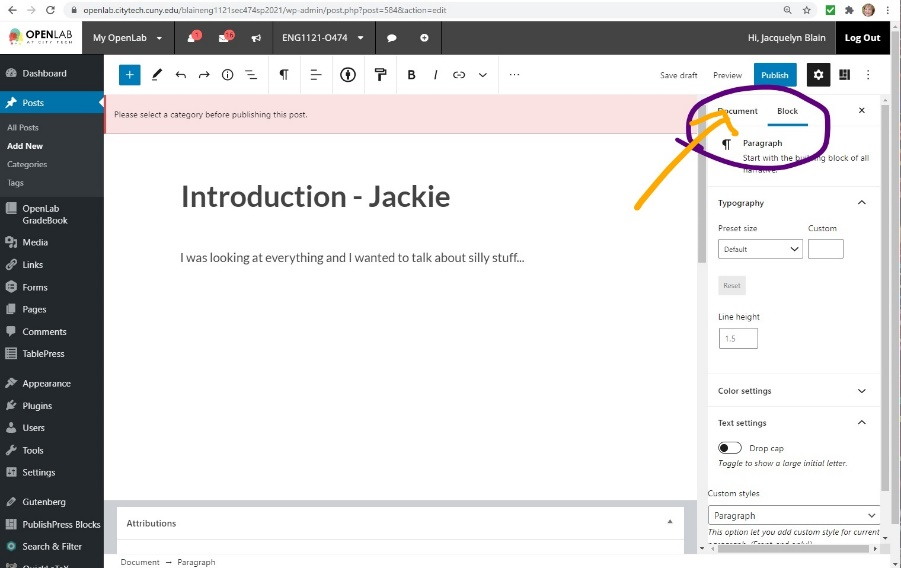 openlab.citytech.cuny.edu/blaineng1121sec474sp2021/wp-admin/post.php?post=584&action=edit
OPENLAB
AT CITY TECH
My OpenLab
1
16
ENG1121-O474
Hi, Jacquelyn Blain
Log Out
Dashboard
Posts
All Posts
Add New
Categories
Tags
OpenLab
GradeBook
Media
Links
Forms
Pages
Comments
TablePress
Appearance
Plugins
Users
Tools
Settings
Gutenberg
PublishPress Blocks
Search & Filter
QuickLaTeX
B I
Save draft
Preview
Publish
Please select a category before publishing this post.
Introduction - Jackie
I was looking at everything and I wanted to talk about silly stuff...
Attributions
Document → Paragraph
Document
Block
Paragraph
Start with the building block of all
narrative.
Typography
Preset size
Custom
Default
Reset
Line height
1.5
Color settings
Text settings
Drop cap
Toggle to show a large initial letter.
Custom styles
Paragraph
This option let you add custom style for current
paragraph. (Front-end only!)